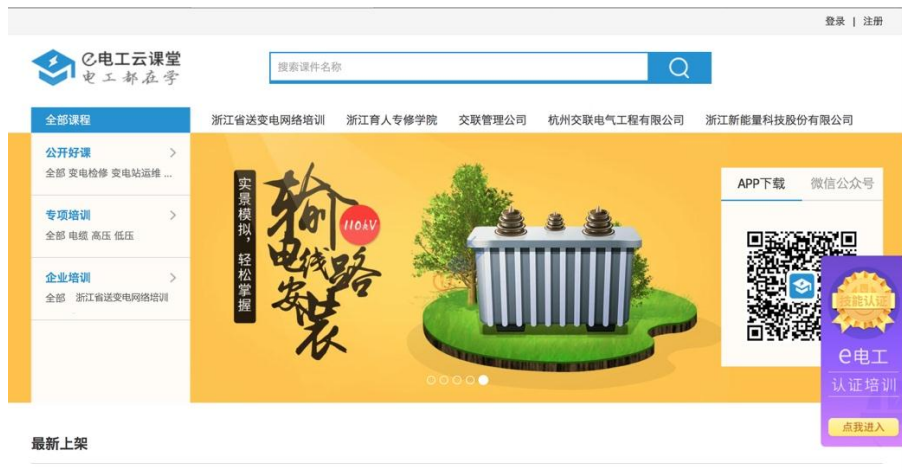 登录 | 注册
e电工云课堂
电工都在学
搜索课件名称
全部课程
浙江省送变电网络培训 浙江育人专修学院 交联管理公司 杭州交联电气工程有限公司 浙江新能量科技股份有限公司
公开好课 >
全部 变电检修 变电站运维 ...
专项培训 >
全部 电缆 高压 低压
企业培训 >
全部 浙江省送变电网络培训
实景模拟，轻松掌握
110kV
输电线路安装
APP下载 微信公众号
技能认证
e电工
认证培训
点我进入
最新上架